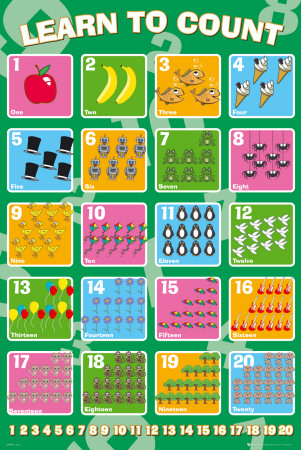 LEARN TO COUNT
1 2 3 4
One Two Three Four
5 6 7 8
Five Six Seven Eight
9 10 11 12
Nine Ten Eleven Twelve
13 14 15 16
Thirteen Fourteen Fifteen Sixteen
17 18 19 20
Seventeen Eighteen Nineteen Twenty
1 2 3 4 5 6 7 8 9 10 11 12 13 14 15 16 17 18 19 20